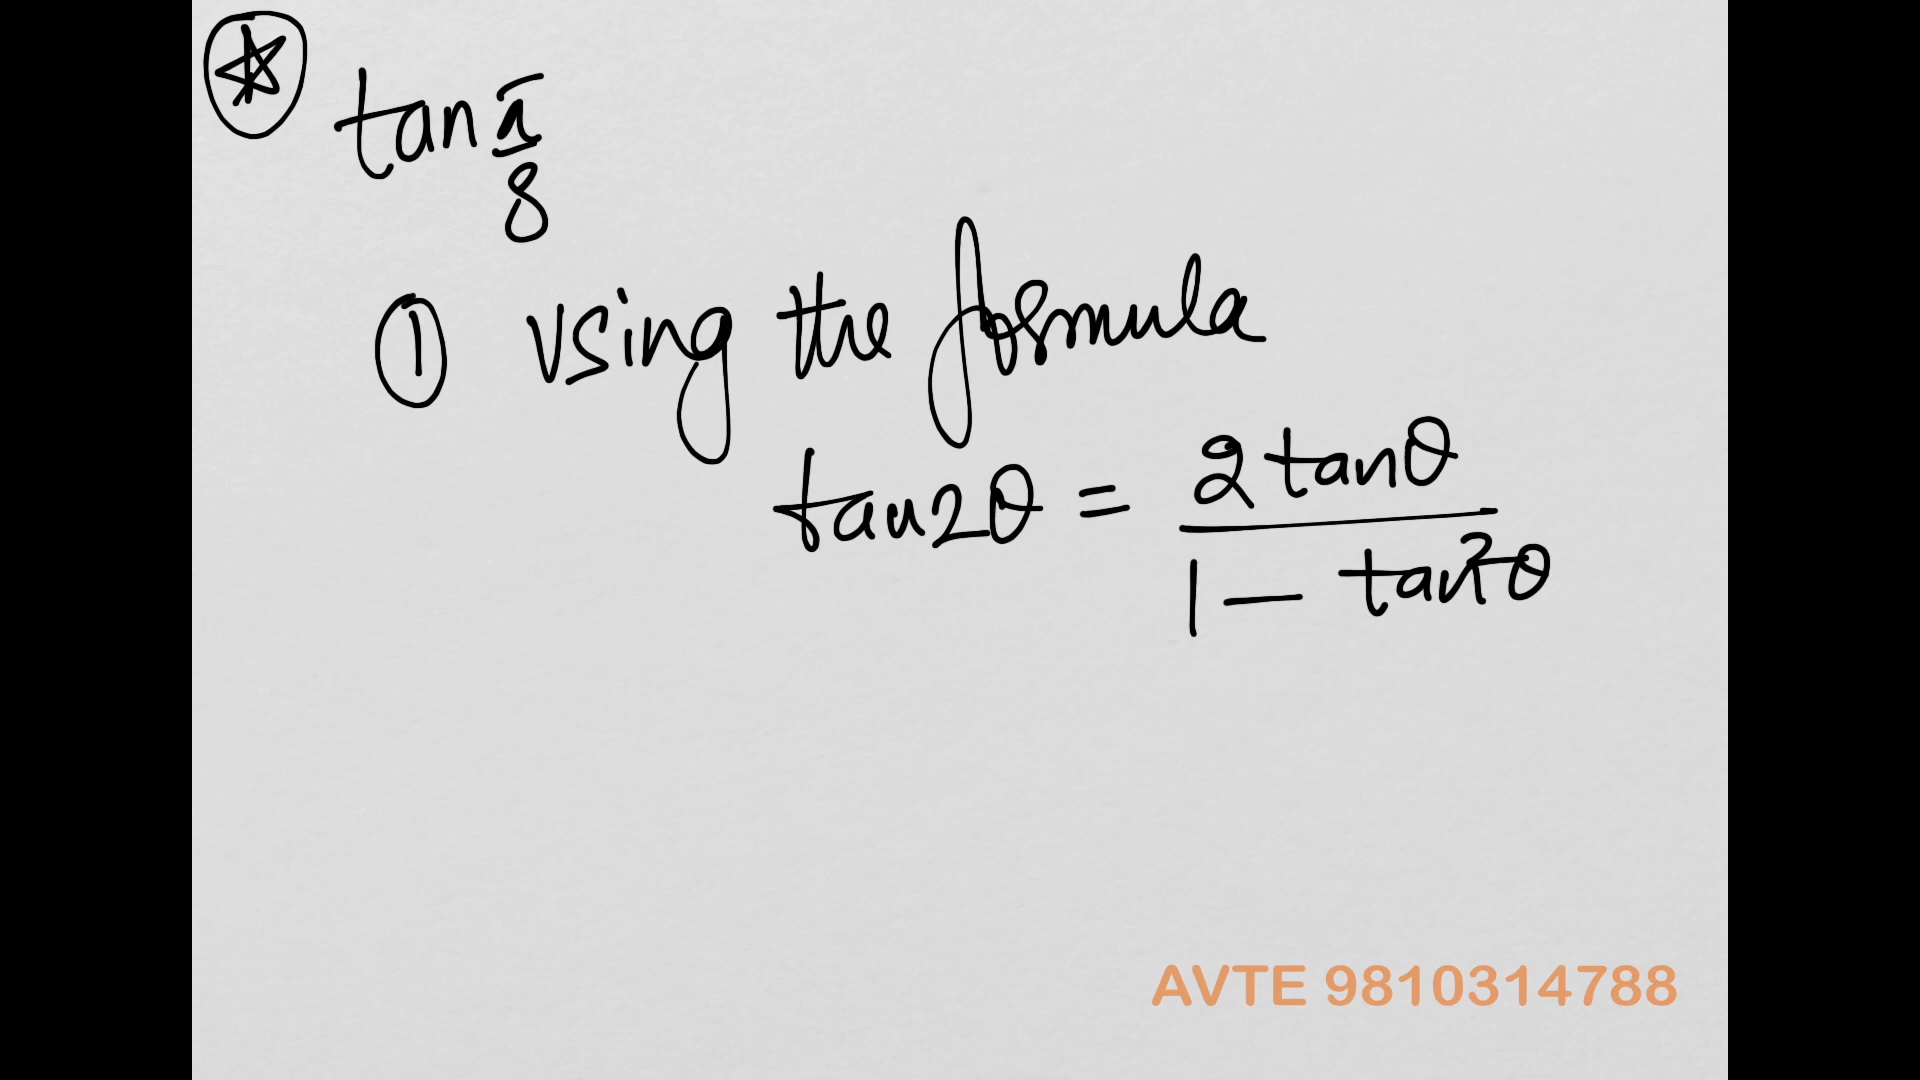 tan π/8
① Using the formula
tan2θ = 2tanθ / 1 - tan²θ
AVTE 9810314788